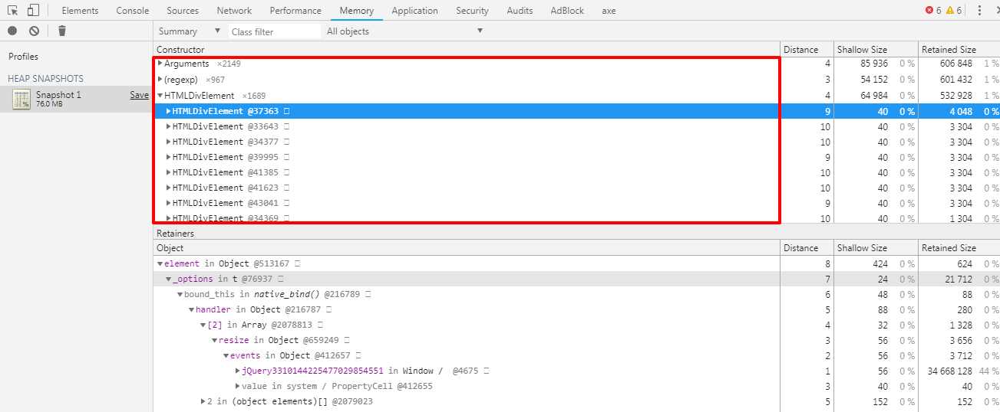 Elements Console Sources Network Performance Memory Application Security Audits AdBlock axe 6 6
Summary ▼ Class filter All objects ▼
Profiles
HEAP SNAPSHOTS
Snapshot 1 Save
76.0 MB
Constructor Distance Shallow Size Retained Size
▶Arguments ×2149 4 85 936 0 % 606 848 1 %
▶(regexp) ×967 3 54 152 0 % 601 432 1 %
▼HTMLDivElement ×1689 4 64 984 0 % 532 928 1 %
▶HTMLDivElement @37363 □ 9 40 0 % 4 048 0 %
▶HTMLDivElement @33643 □ 10 40 0 % 3 304 0 %
▶HTMLDivElement @34377 □ 10 40 0 % 3 304 0 %
▶HTMLDivElement @39995 □ 9 40 0 % 3 304 0 %
▶HTMLDivElement @41385 □ 10 40 0 % 3 304 0 %
▶HTMLDivElement @41623 □ 10 40 0 % 3 304 0 %
▶HTMLDivElement @43041 □ 9 40 0 % 3 304 0 %
▶HTMLDivElement @34369 □ 10 40 0 % 1 304 0 %
Retainers
Object Distance Shallow Size Retained Size
▼element in Object @513167 □ 8 424 0 % 624 0 %
▼_options in t @76937 □ 7 24 0 % 21 712 0 %
▼bound_this in native_bind() @216789 □ 6 48 0 % 88 0 %
▼handler in Object @216787 □ 5 88 0 % 280 0 %
▼[2] in Array @2078813 □ 4 32 0 % 1 328 0 %
▼resize in Object @659249 □ 3 56 0 % 3 656 0 %
▼events in Object @412657 □ 2 56 0 % 3 712 0 %
▶jQuery3310144225477029854551 in Window / @4675 □ 1 56 0 % 34 668 128 44 %
▶value in system / PropertyCell @412655 3 40 0 % 40 0 %
▶2 in (object elements)[] @2079023 5 152 0 % 152 0 %